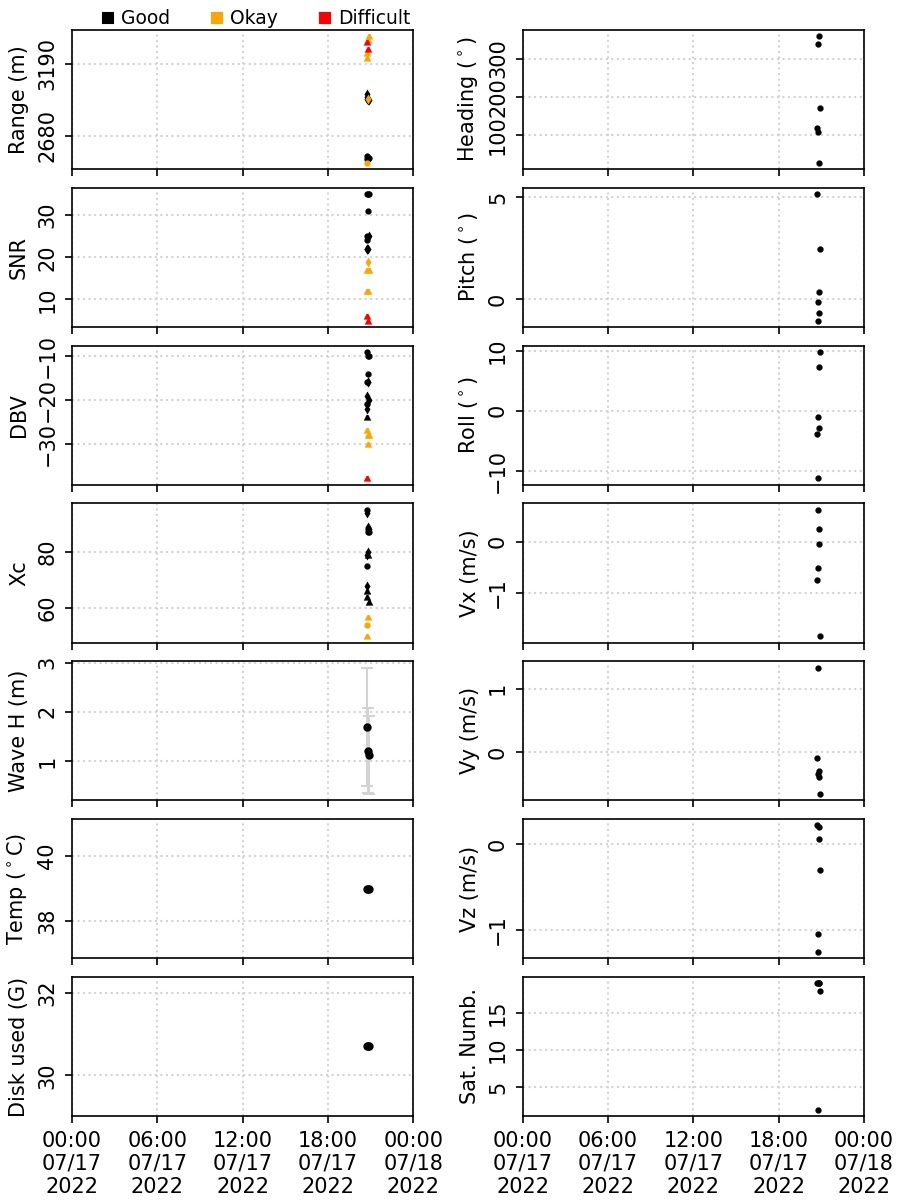 Good Okay Difficult
Range (m)
3190
2680
Heading (°)
300
200
100
SNR
30
20
10
Pitch (°)
5
0
DBV
−10
−20
−30
Roll (°)
10
0
−10
Xc
80
60
Vx (m/s)
0
−1
Wave H (m)
3
2
1
Vy (m/s)
1
0
Temp (°C)
40
38
Vz (m/s)
0
−1
Disk used (G)
32
30
Sat. Numb.
15
10
5
00:00 06:00 12:00 18:00 00:00
07/17 07/17 07/17 07/17 07/18
2022 2022 2022 2022 2022
00:00 06:00 12:00 18:00 00:00
07/17 07/17 07/17 07/17 07/18
2022 2022 2022 2022 2022